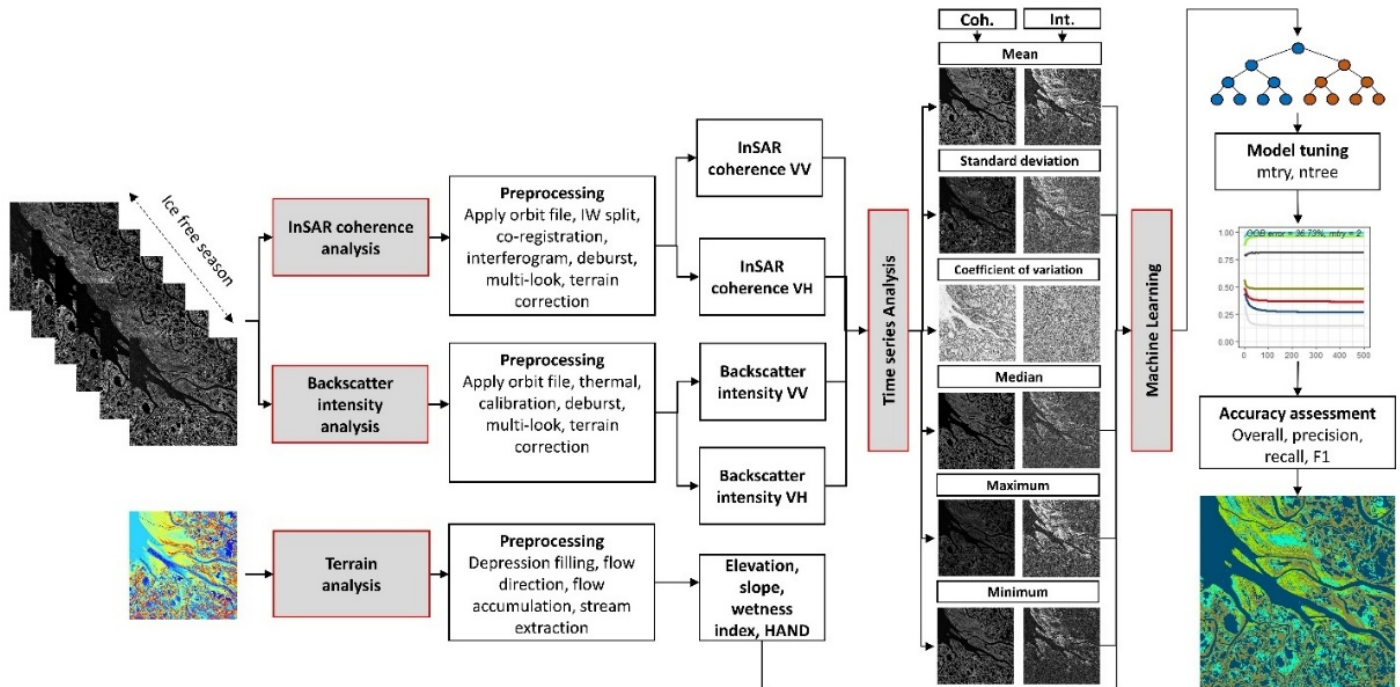 Ice free season
InSAR coherence
analysis
Backscatter
intensity
analysis
Terrain
analysis
Preprocessing
Apply orbit file, IW split,
co-registration,
interferogram, deburst,
multi-look, terrain
correction
Preprocessing
Apply orbit file, thermal,
calibration, deburst,
multi-look, terrain
correction
Preprocessing
Depression filling, flow
direction, flow
accumulation, stream
extraction
InSAR
coherence VV
InSAR
coherence VH
Backscatter
intensity VV
Backscatter
intensity VH
Elevation,
slope,
wetness
index, HAND
Time series Analysis
Coh.
Int.
Mean
Standard deviation
Coefficient of variation
Median
Maximum
Minimum
Machine Learning
Model tuning
mtry, ntree
OOB error = 36.73%, mtry = 2
1.00
0.75
0.50
0.25
0.00
0 100 200 300 400 500
Accuracy assessment
Overall, precision,
recall, F1